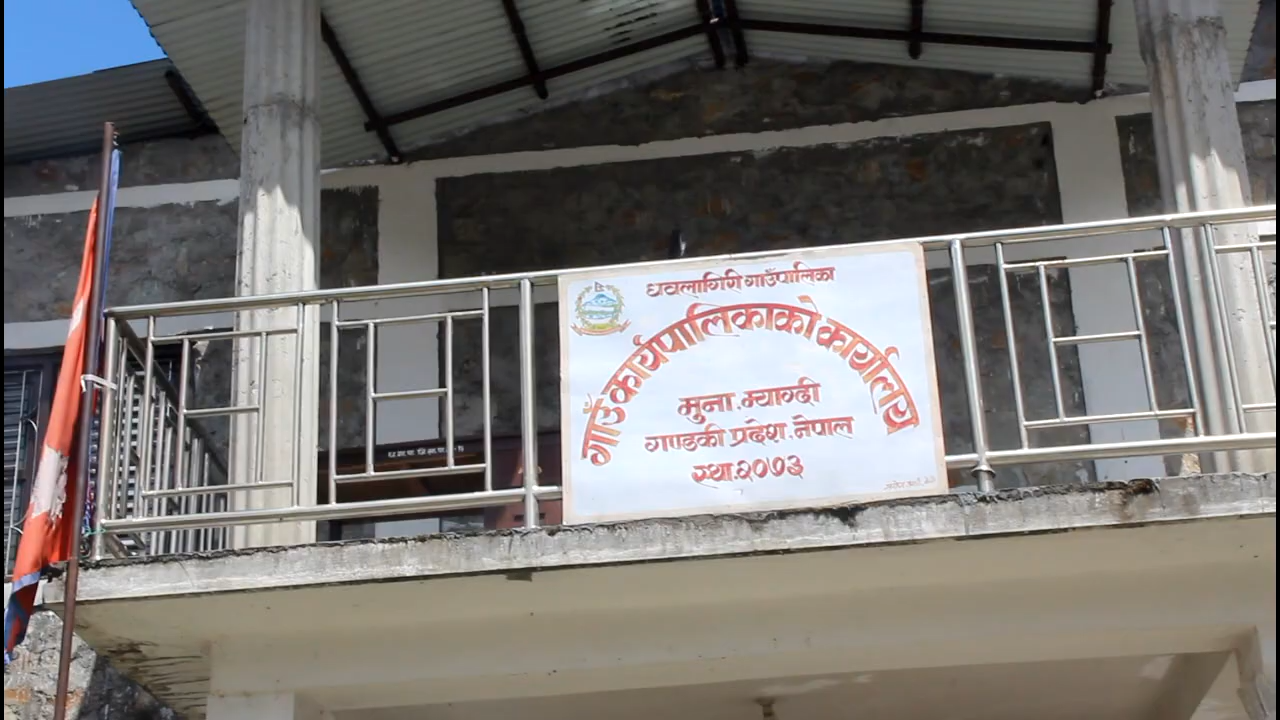 धवलागिरी गाउँपालिका
गाउँ कार्यपालिकाको कार्यालय
मुना. म्याग्दी
गण्डकी प्रदेश. नेपाल
स्था.२०७३